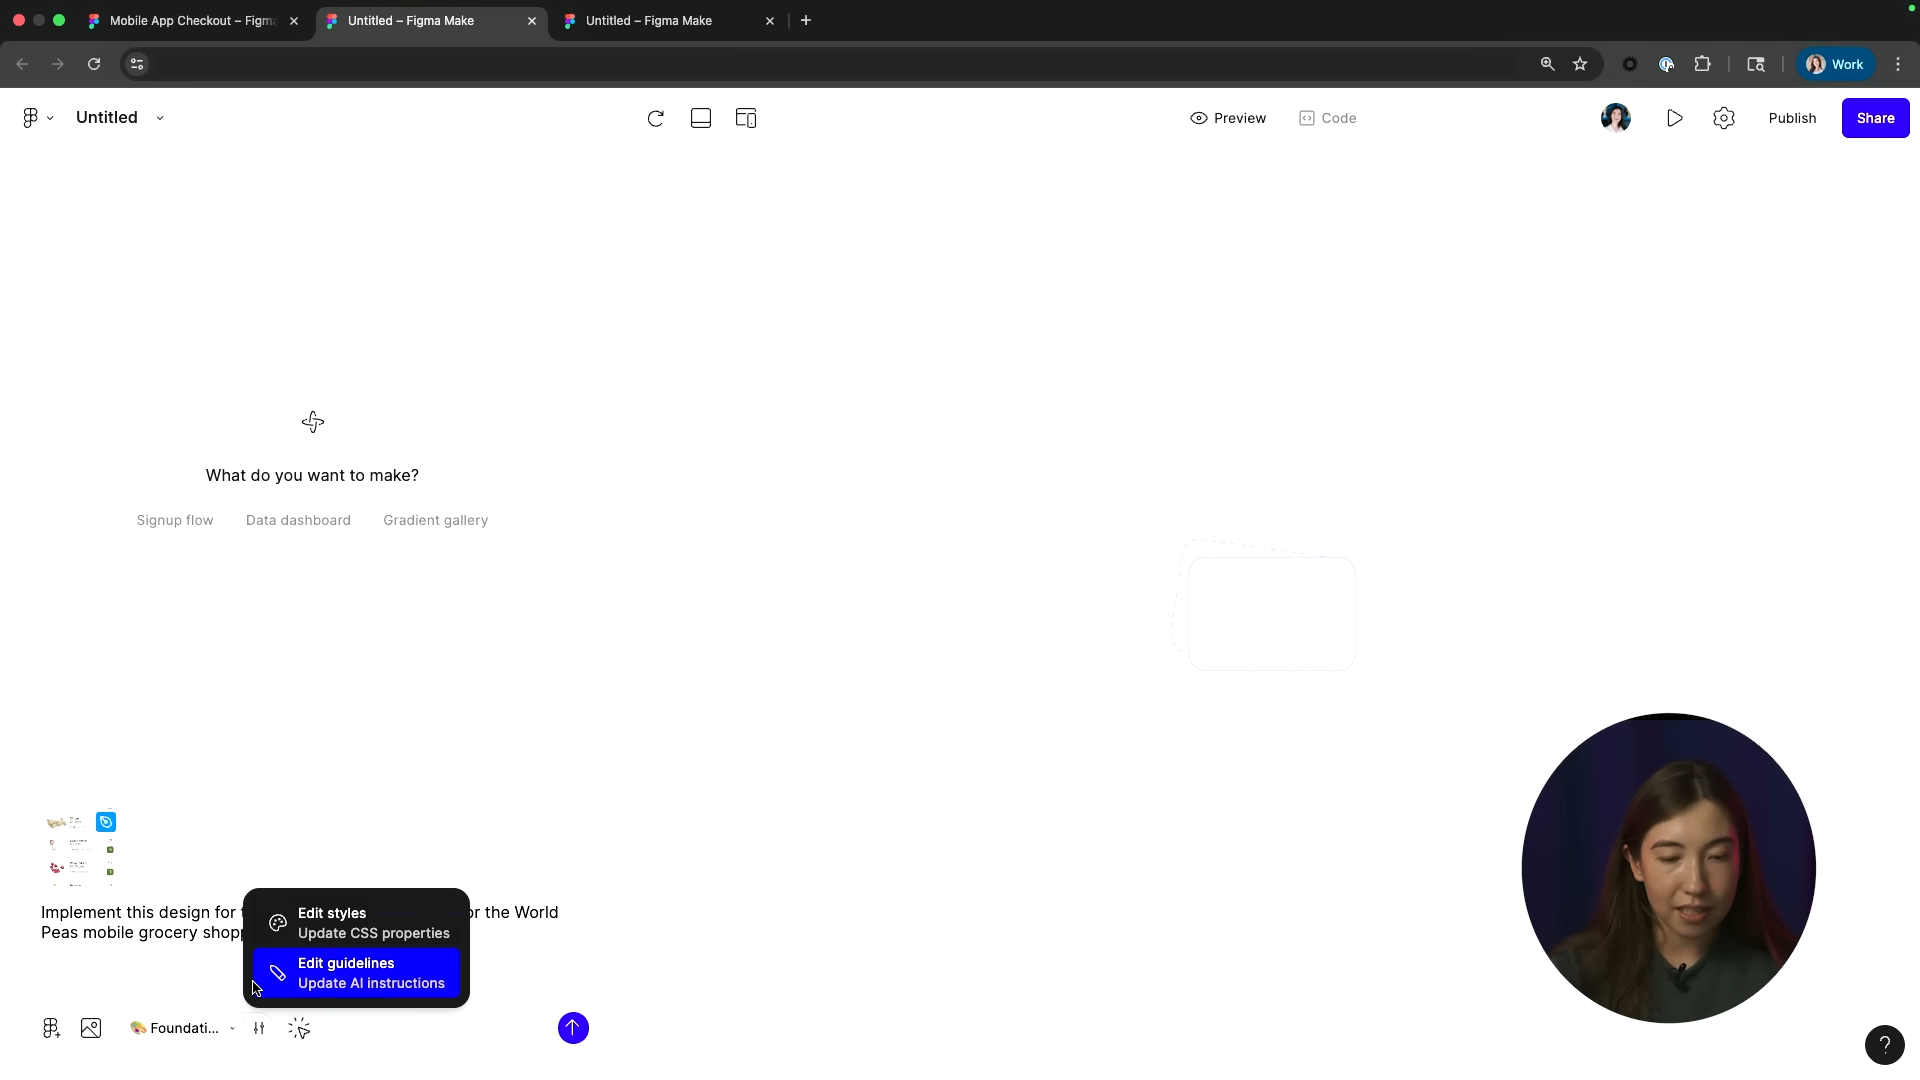 Mobile App Checkout – Figma
Untitled – Figma Make
Untitled – Figma Make
Work
Untitled
Preview
Code
Publish
Share
What do you want to make?
Signup flow
Data dashboard
Gradient gallery
Implement this design for t
or the World
Peas mobile grocery shopp
Edit styles
Update CSS properties
Edit guidelines
Update AI instructions
Foundati...
?